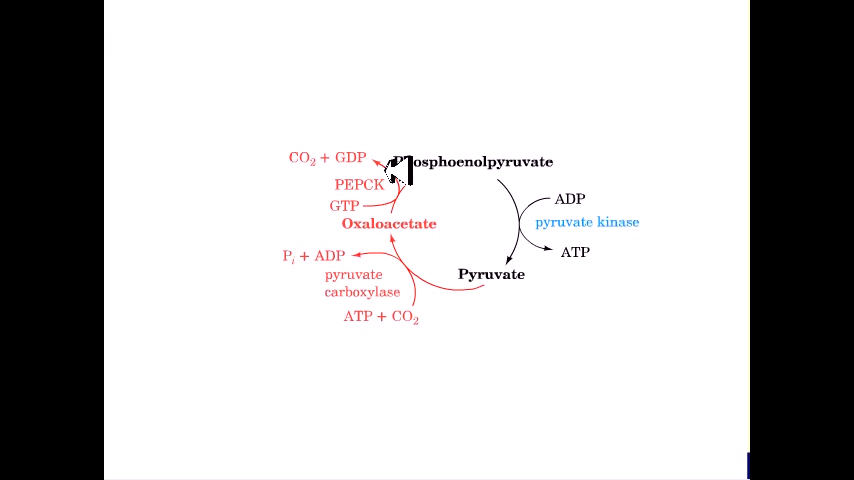 CO₂ + GDP
Phosphoenolpyruvate
PEPCK
GTP
ADP
Oxaloacetate
pyruvate kinase
Pᵢ + ADP
ATP
pyruvate
carboxylase
Pyruvate
ATP + CO₂